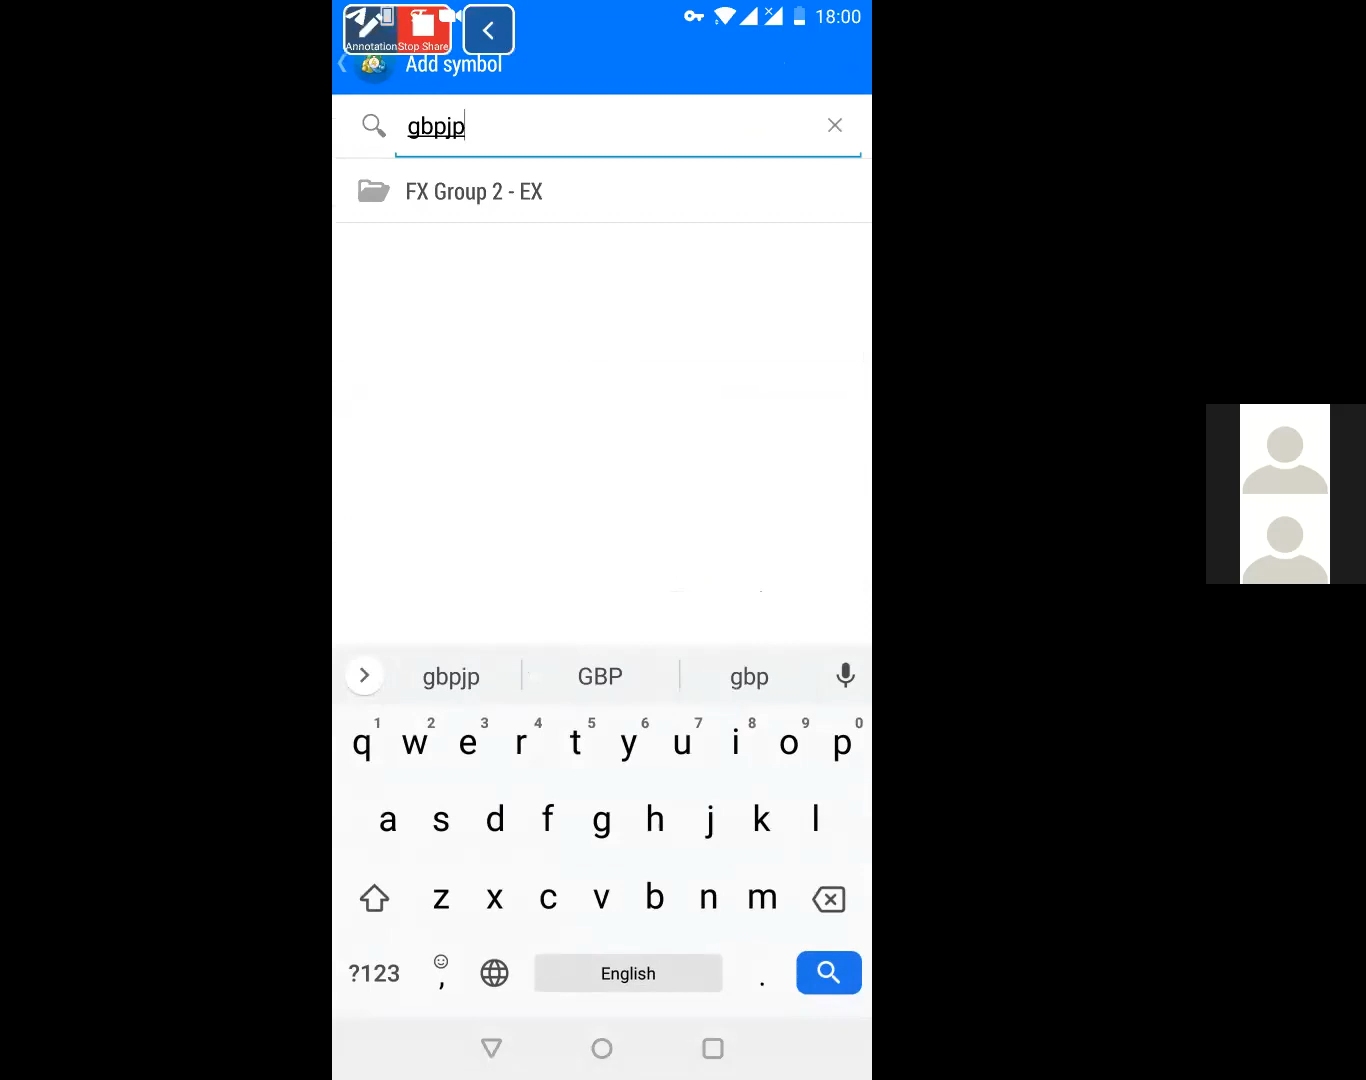 18:00
Annotation Stop Share
Add symbol
gbpjp
FX Group 2 - EX
gbpjp GBP gbp
1 2 3 4 5 6 7 8 9 0
q w e r t y u i o p
a s d f g h j k l
z x c v b n m
?123 , English .